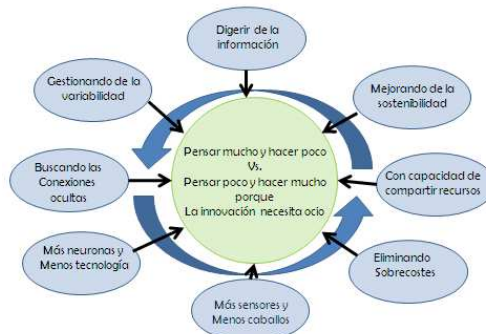 Digerir de la
información
Gestionando de la
variabilidad
Mejorando de la
sostenibilidad
Pensar mucho y hacer poco
Vs.
Pensar poco y hacer mucho
porque
La innovación necesita ocio
Buscando las
Conexiones
ocultas
Con capacidad de
compartir recursos
Más neuronas y
Menos tecnología
Eliminando
Sobrecostes
Más sensores y
Menos caballos